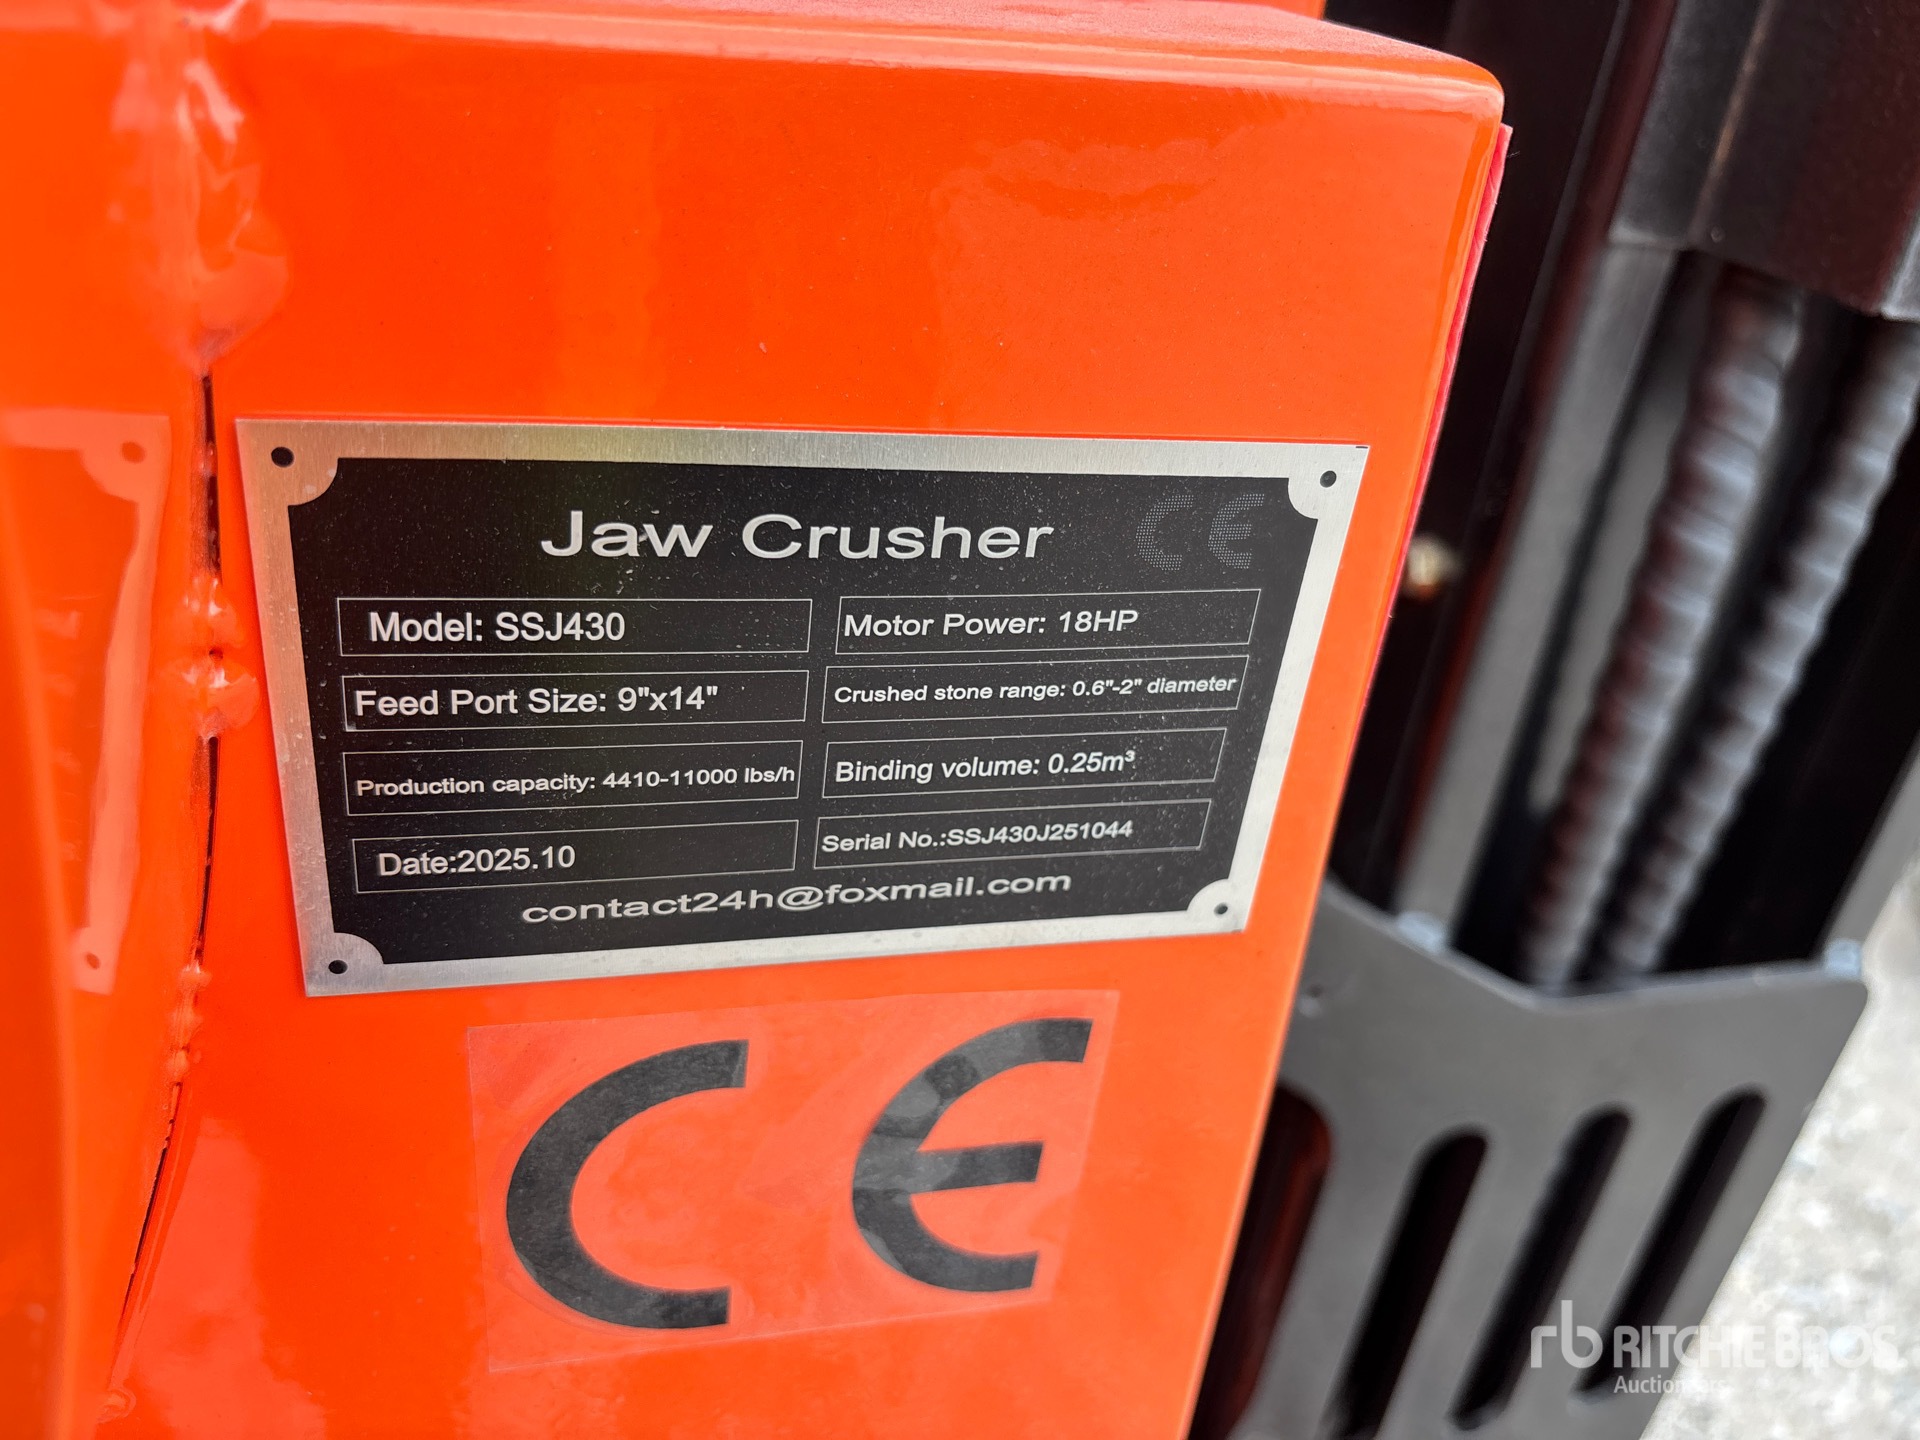 Jaw Crusher CE
Model: SSJ430
Motor Power: 18HP
Feed Port Size: 9"x14"
Crushed stone range: 0.6"-2" diameter
Production capacity: 4410-11000 lbs/h
Binding volume: 0.25m³
Date:2025.10
Serial No.:SSJ430J251044
contact24h@foxmail.com
CE
rb RITCHIE BROS
Auctioneers